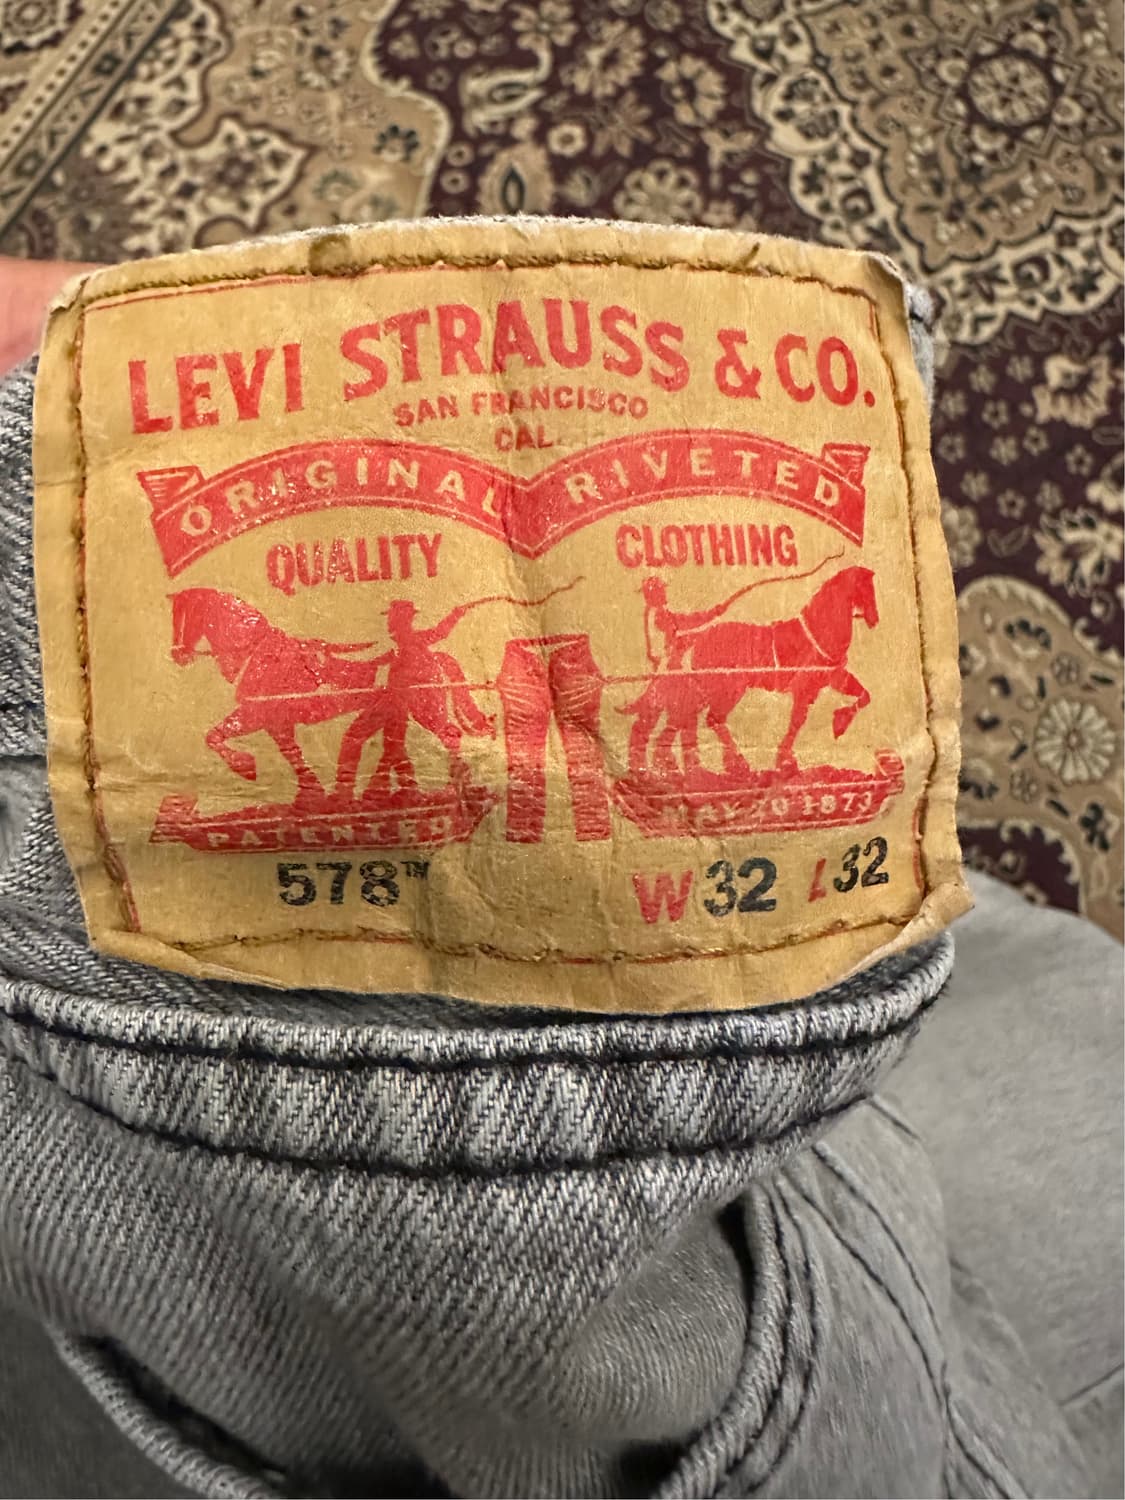 LEVI STRAUSS & CO.
SAN FRANCISCO
CAL.
ORIGINAL RIVETED
QUALITY CLOTHING
PATENTED MAY 20 1873
578™ W32 L32